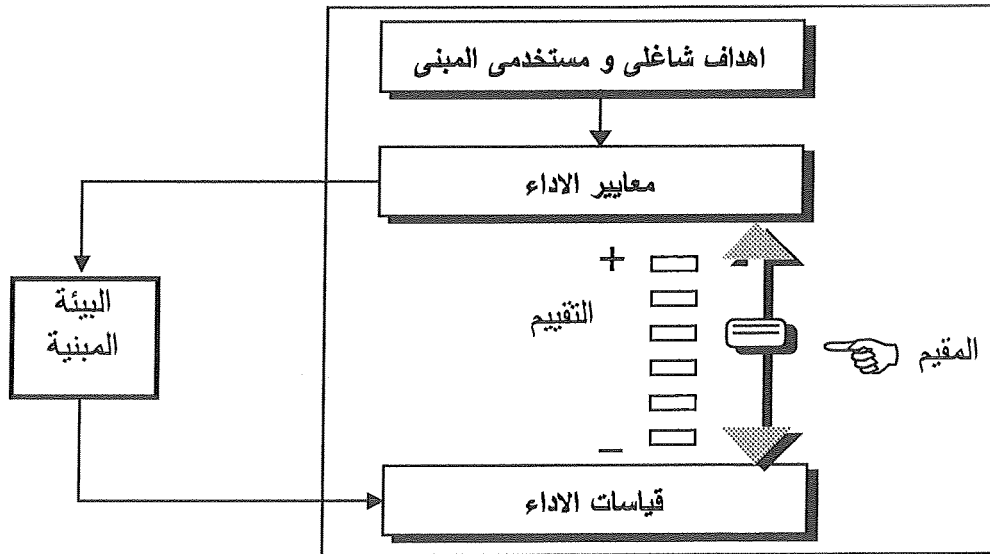 اهداف شاغلى و مستخدمى المبنى
معايير الاداء
+
البيئة
المبنية
التقييم
المقيم
–
قياسات الاداء